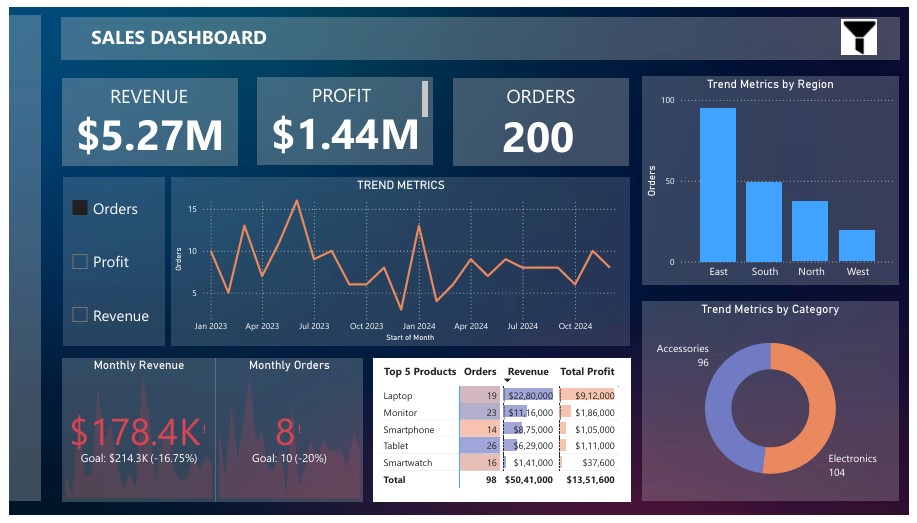 SALES DASHBOARD
REVENUE
$5.27M
PROFIT
$1.44M
ORDERS
200
Trend Metrics by Region
100
50
0
Orders
East South North West
Orders
Profit
Revenue
TREND METRICS
15
10
5
Orders
Jan 2023 Apr 2023 Jul 2023 Oct 2023 Jan 2024 Apr 2024 Jul 2024 Oct 2024
Start of Month
Trend Metrics by Category
Accessories
96
Electronics
104
Monthly Revenue
$178.4K!
Goal: $214.3K (-16.75%)
Monthly Orders
8!
Goal: 10 (-20%)
Top 5 Products Orders Revenue Total Profit
Laptop 19 $22,80,000 $9,12,000
Monitor 23 $11,16,000 $1,86,000
Smartphone 14 $8,75,000 $1,05,000
Tablet 26 $6,29,000 $1,11,000
Smartwatch 16 $1,41,000 $37,600
Total 98 $50,41,000 $13,51,600